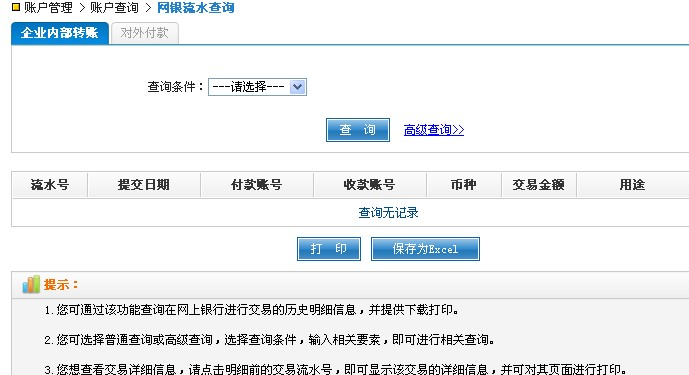 账户管理 > 账户查询 > 网银流水查询
企业内部转账 对外付款
查询条件： ---请选择---
查 询 高级查询>>
流水号 提交日期 付款账号 收款账号 币种 交易金额 用途
查询无记录
打 印 保存为Excel
提示：
1. 您可通过该功能查询在网上银行进行交易的历史明细信息，并提供下载打印。
2. 您可选择普通查询或高级查询，选择查询条件，输入相关要素，即可进行相关查询。
3. 您想查看交易详细信息，请点击明细前的交易流水号，即可显示该交易的详细信息，并可对其页面进行打印。